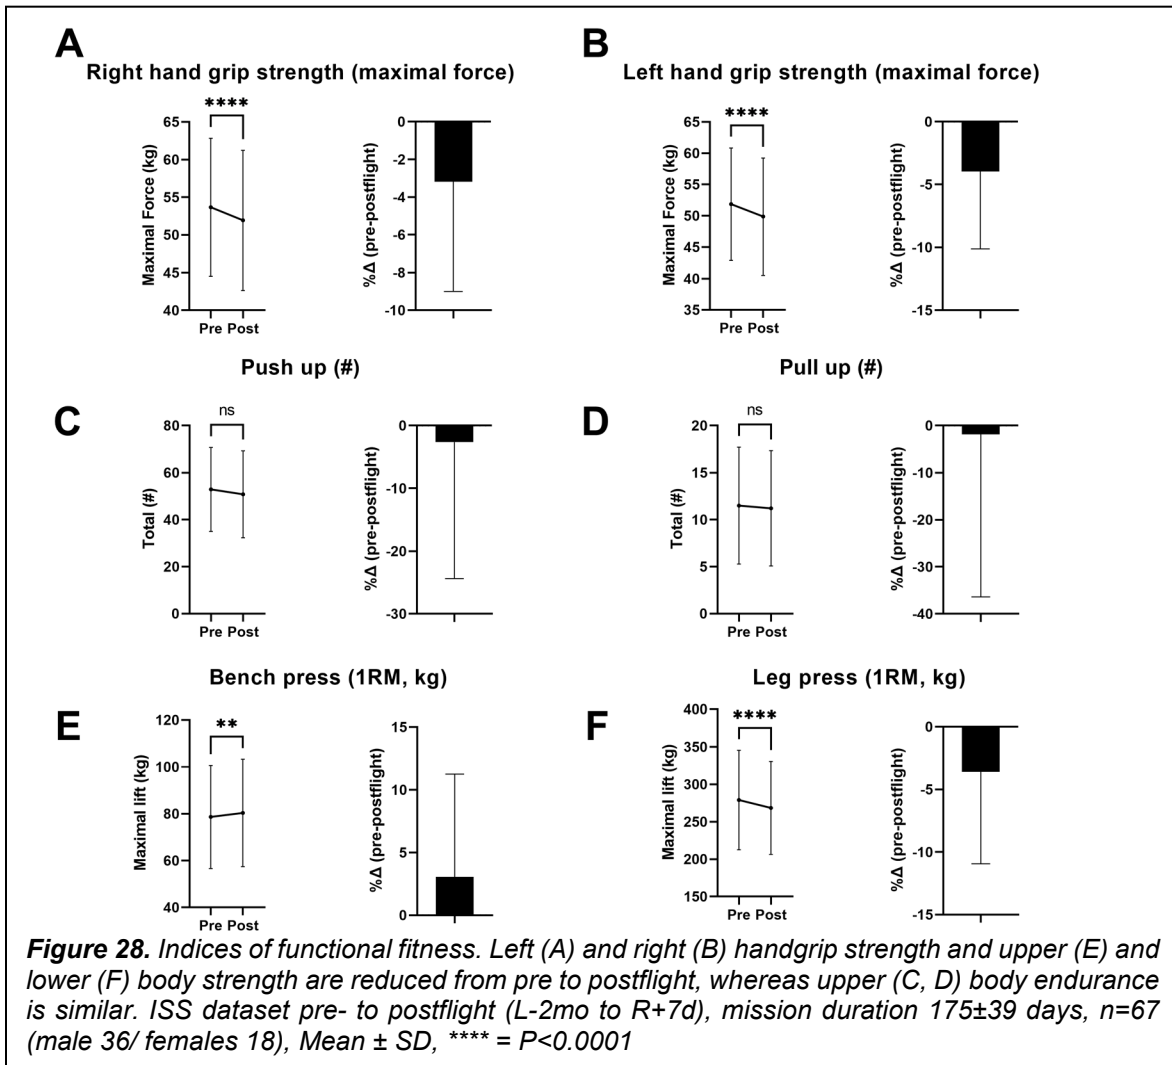 A
Right hand grip strength (maximal force)
****
Maximal Force (kg)
65
60
55
50
45
40
Pre Post
%Δ (pre-postflight)
0
-2
-4
-6
-8
-10
B
Left hand grip strength (maximal force)
****
Maximal Force (kg)
65
60
55
50
45
40
35
Pre Post
%Δ (pre-postflight)
0
-5
-10
-15
C
Push up (#)
ns
Total (#)
80
60
40
20
0
Pre Post
%Δ (pre-postflight)
0
-10
-20
-30
D
Pull up (#)
ns
Total (#)
20
15
10
5
0
Pre Post
%Δ (pre-postflight)
0
-10
-20
-30
-40
E
Bench press (1RM, kg)
**
Maximal lift (kg)
120
100
80
60
40
Pre Post
%Δ (pre-postflight)
15
10
5
0
F
Leg press (1RM, kg)
****
Maximal lift (kg)
400
350
300
250
200
150
Pre Post
%Δ (pre-postflight)
0
-5
-10
-15
Figure 28. Indices of functional fitness. Left (A) and right (B) handgrip strength and upper (E) and
lower (F) body strength are reduced from pre to postflight, whereas upper (C, D) body endurance
is similar. ISS dataset pre- to postflight (L-2mo to R+7d), mission duration 175±39 days, n=67
(male 36/ females 18), Mean ± SD, **** = P<0.0001